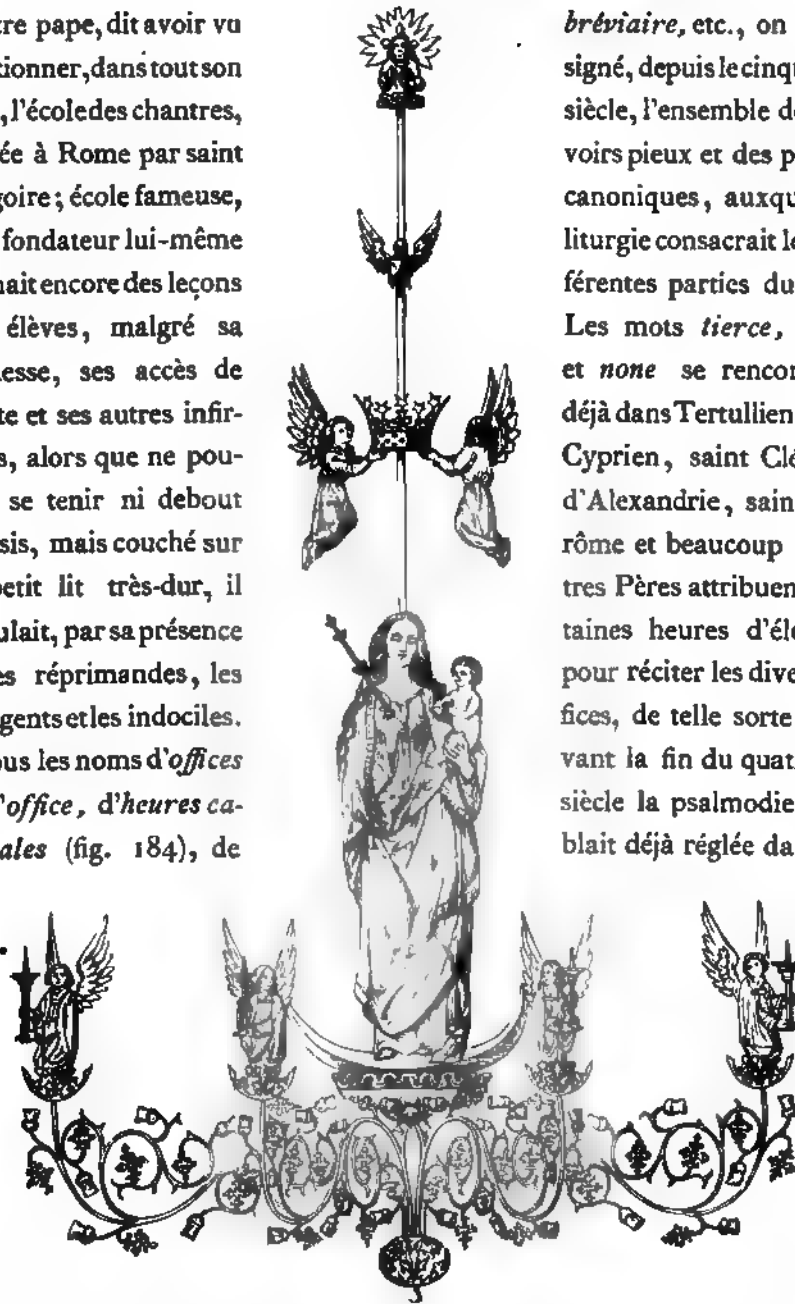 tre pape, dit avoir vu
tionner, dans tout son
, l'école des chantres,
ée à Rome par saint
goire; école fameuse,
fondateur lui-même
nait encore des leçons
élèves, malgré sa
esse, ses accès de
te et ses autres infir-
s, alors que ne pou-
se tenir ni debout
sis, mais couché sur
petit lit très-dur, il
ulait, par sa présence
es réprimandes, les
gents et les indociles.
ous les noms d'offices
'office, d'heures ca-
ales (fig. 184), de
bréviaire, etc., on
signé, depuis le cinq
siècle, l'ensemble de
voirs pieux et des p
canoniques, auxqu
liturgie consacrait le
férentes parties du
Les mots tierce,
et none se rencon
déjà dans Tertullien
Cyprien, saint Clé
d'Alexandrie, sain
rôme et beaucoup
tres Pères attribuen
taines heures d'éle
pour réciter les dive
fices, de telle sorte
vant la fin du quat
siècle la psalmodie
blait déjà réglée da